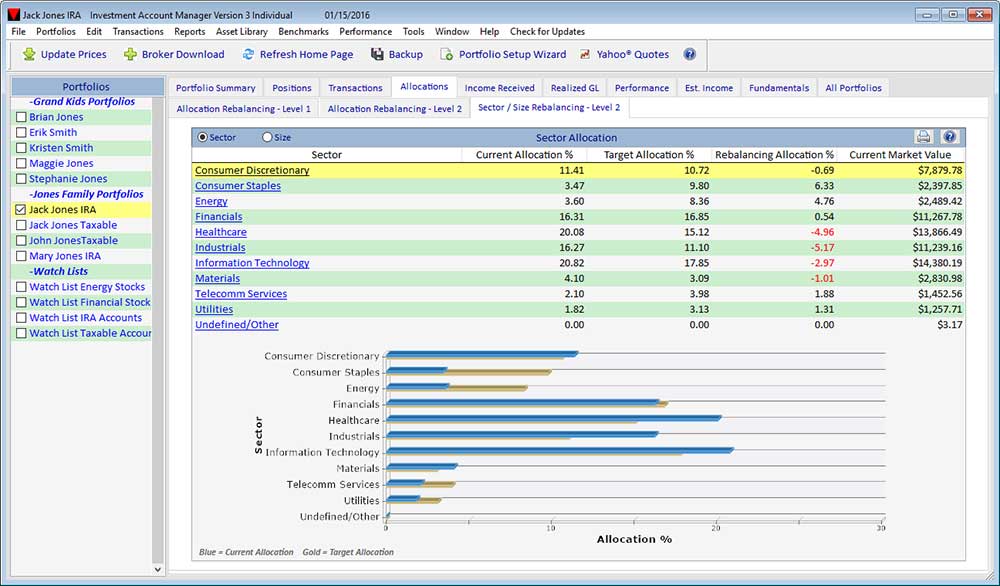 Jack Jones IRA Investment Account Manager Version 3 Individual 01/15/2016
File Portfolios Edit Transactions Reports Asset Library Benchmarks Performance Tools Window Help Check for Updates
Update Prices Broker Download Refresh Home Page Backup Portfolio Setup Wizard Yahoo® Quotes ?
Portfolios
-Grand Kids Portfolios
Brian Jones
Erik Smith
Kristen Smith
Maggie Jones
Stephanie Jones
-Jones Family Portfolios
Jack Jones IRA
Jack Jones Taxable
John JonesTaxable
Mary Jones IRA
-Watch Lists
Watch List Energy Stocks
Watch List Financial Stock
Watch List IRA Accounts
Watch List Taxable Accour
Portfolio Summary Positions Transactions Allocations Income Received Realized GL Performance Est. Income Fundamentals All Portfolios
Allocation Rebalancing - Level 1 Allocation Rebalancing - Level 2 Sector / Size Rebalancing - Level 2
Sector Size Sector Allocation ?
Sector Current Allocation % Target Allocation % Rebalancing Allocation % Current Market Value
Consumer Discretionary 11.41 10.72 -0.69 $7,879.78
Consumer Staples 3.47 9.80 6.33 $2,397.85
Energy 3.60 8.36 4.76 $2,489.42
Financials 16.31 16.85 0.54 $11,267.78
Healthcare 20.08 15.12 -4.96 $13,866.49
Industrials 16.27 11.10 -5.17 $11,239.16
Information Technology 20.82 17.85 -2.97 $14,380.19
Materials 4.10 3.09 -1.01 $2,830.98
Telecomm Services 2.10 3.98 1.88 $1,452.56
Utilities 1.82 3.13 1.31 $1,257.71
Undefined/Other 0.00 0.00 0.00 $3.17
Sector
Consumer Discretionary
Consumer Staples
Energy
Financials
Healthcare
Industrials
Information Technology
Materials
Telecomm Services
Utilities
Undefined/Other
0 10 20 30
Allocation %
Blue = Current Allocation Gold = Target Allocation